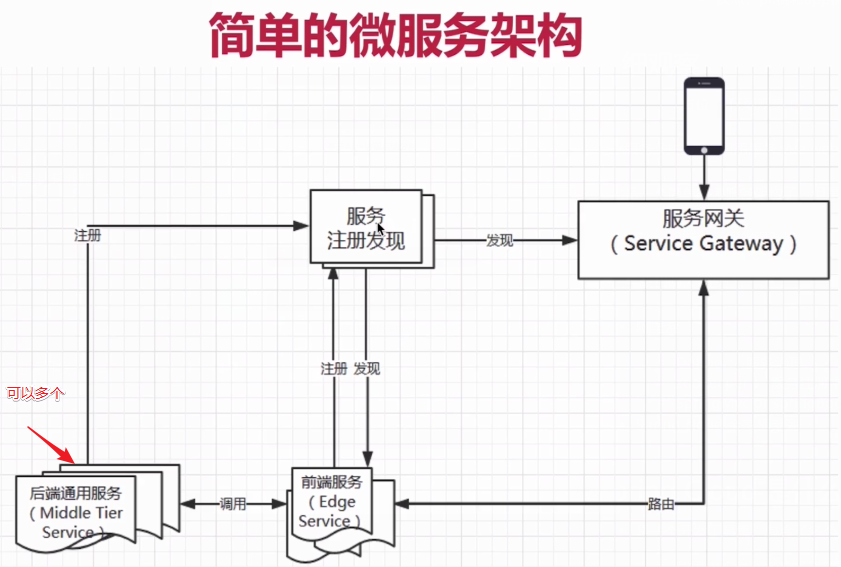 简单的微服务架构
服务
注册发现
服务网关
（Service Gateway）
注册
发现
注册 发现
可以多个
后端通用服务
（Middle Tier
Service）
调用
前端服务
（Edge
Service）
路由